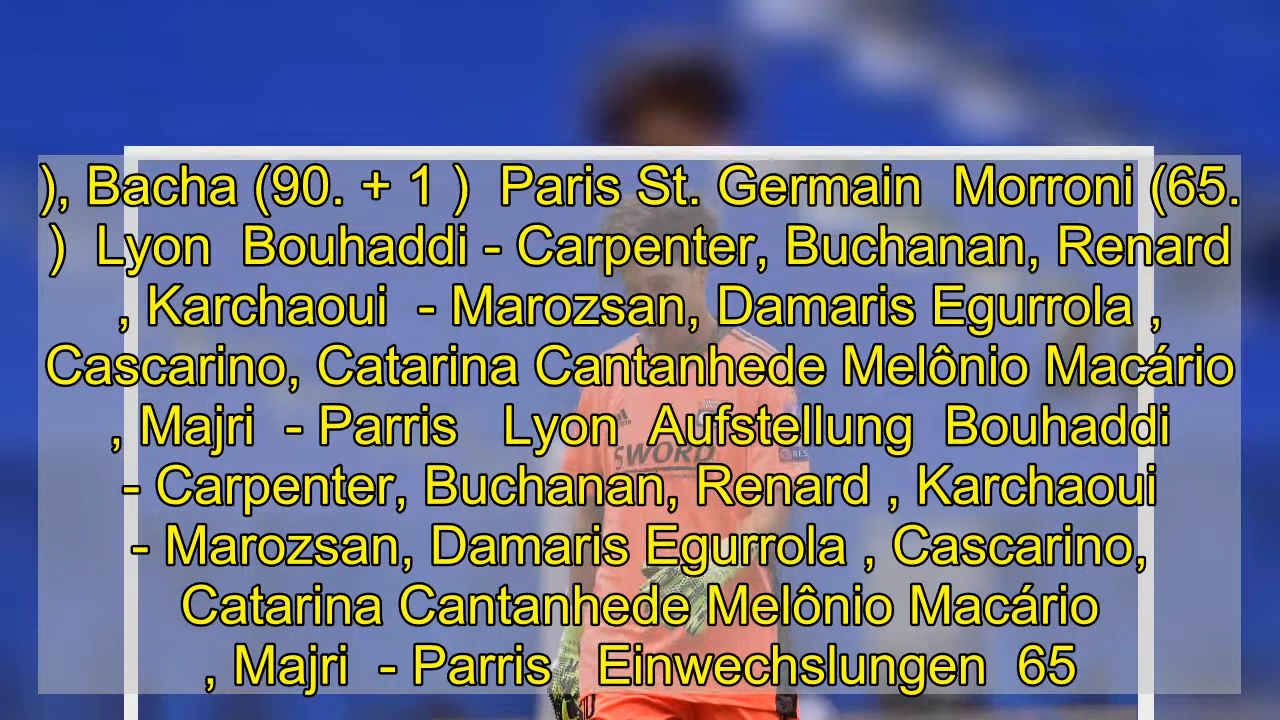 ), Bacha (90. + 1 )  Paris St. Germain  Morroni (65.
)  Lyon  Bouhaddi - Carpenter, Buchanan, Renard
, Karchaoui  - Marozsan, Damaris Egurrola ,
Cascarino, Catarina Cantanhede Melônio Macário
, Majri  - Parris   Lyon  Aufstellung  Bouhaddi
- Carpenter, Buchanan, Renard , Karchaoui
- Marozsan, Damaris Egurrola , Cascarino,
Catarina Cantanhede Melônio Macário
, Majri  - Parris   Einwechslungen  65
SWORD